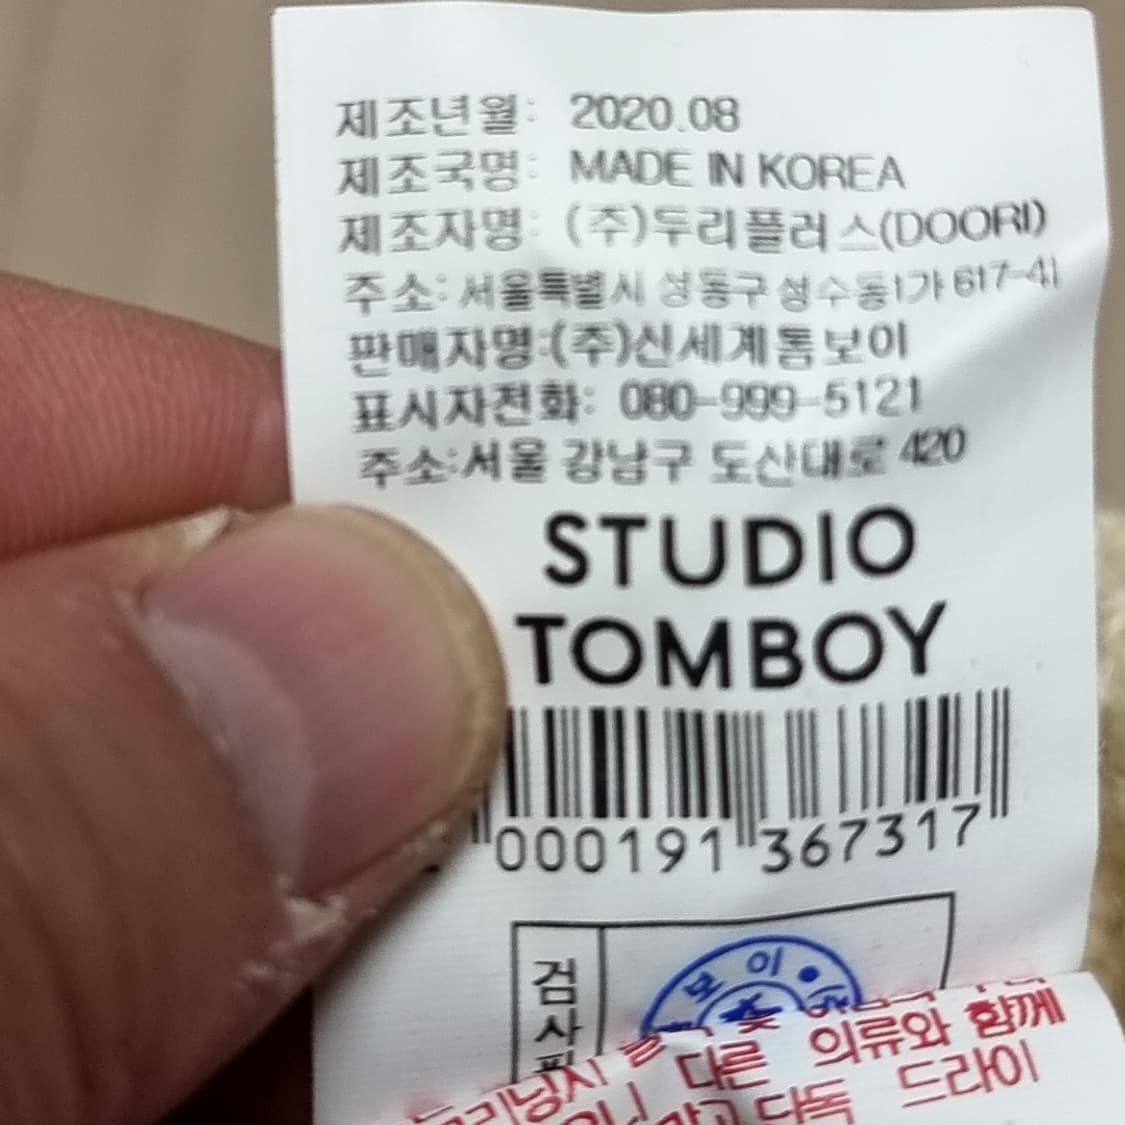 제조년월: 2020.08
제조국명: MADE IN KOREA
제조자명: (주)두리플러스(DOORI)
주소: 서울특별시 성동구 성수동1가 617-41
판매자명:(주)신세계톰보이
표시자전화: 080-999-5121
주소:서울 강남구 도산대로 420
STUDIO
TOMBOY
000191 367317
검사
보이
다른 의류와 함께
단독 드라이